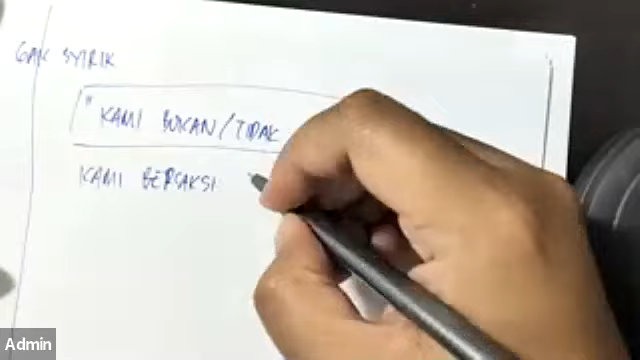 GAK SYIRIK
" KAMI BUKAN/TIDAK
KAMI BERSAKSI "
Admin